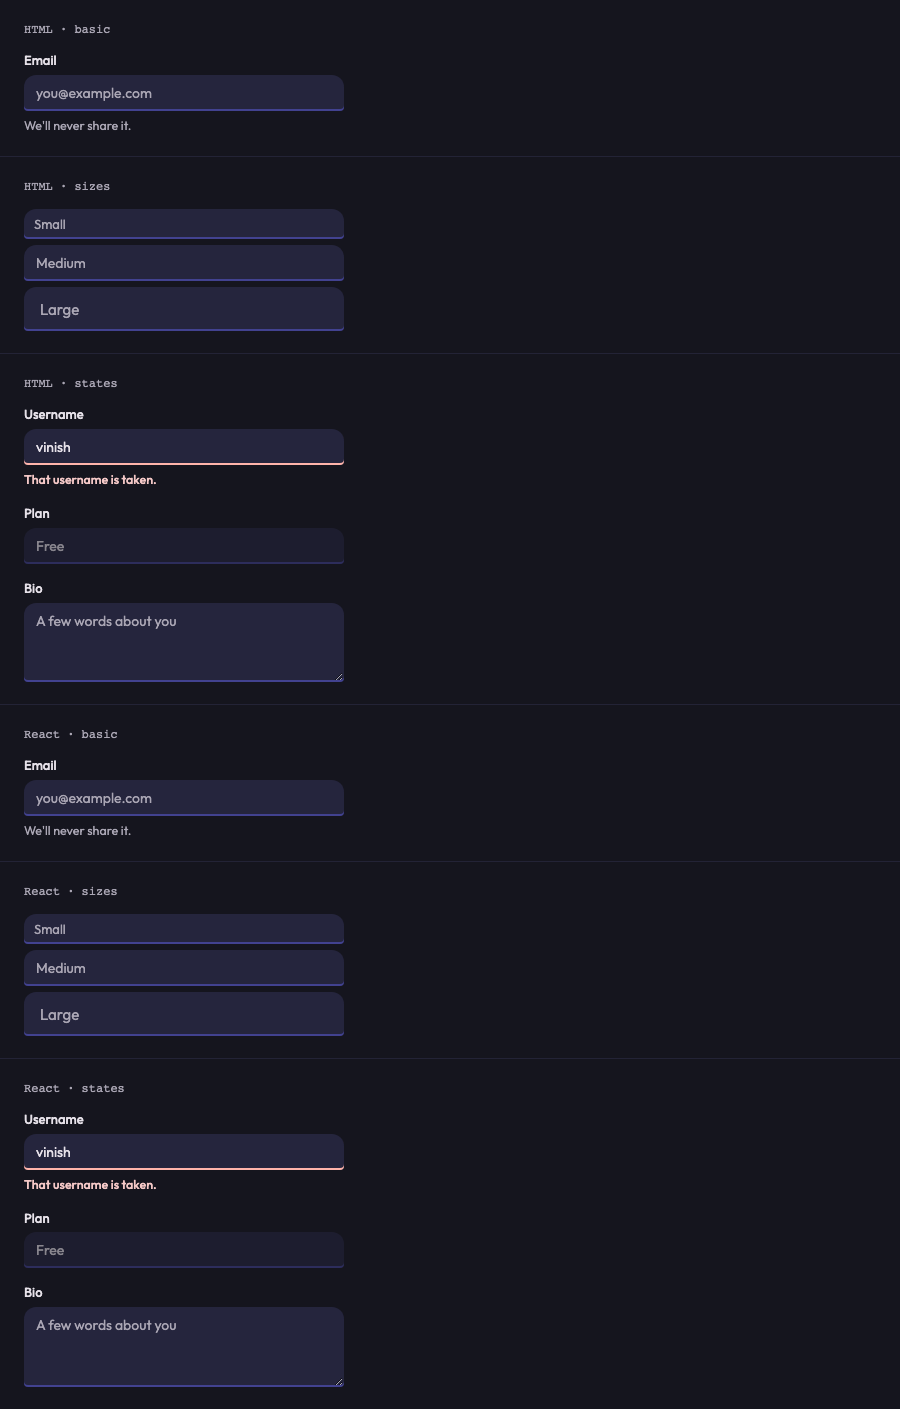 HTML · basic
Email
you@example.com
We'll never share it.
HTML · sizes
Small
Medium
Large
HTML · states
Username
vinish
That username is taken.
Plan
Free
Bio
A few words about you
React · basic
Email
you@example.com
We'll never share it.
React · sizes
Small
Medium
Large
React · states
Username
vinish
That username is taken.
Plan
Free
Bio
A few words about you